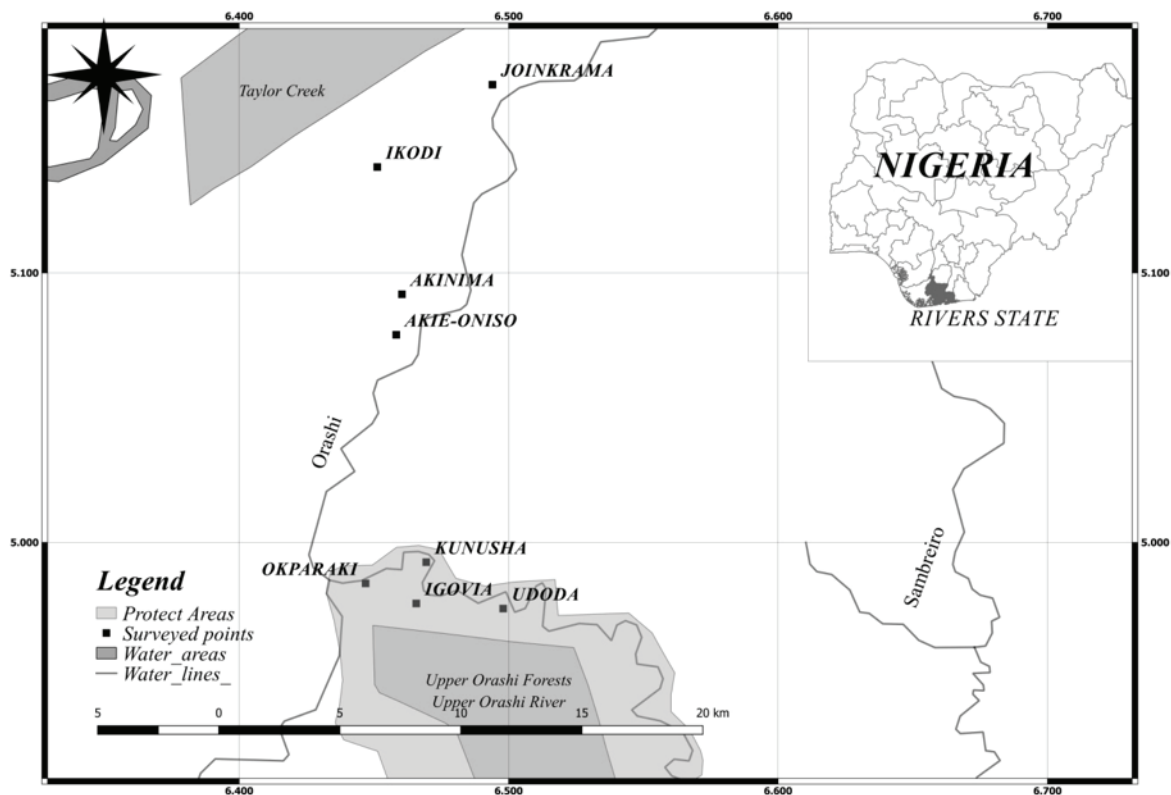 6.400 6.500 6.600 6.700
JOINKRAMA
Taylor Creek
IKODI
NIGERIA
5.100 5.100
AKINIMA
AKIE-ONISO
RIVERS STATE
Orashi
Sambreiro
5.000 5.000
KUNUSHA
OKPARAKI
IGOVIA
UDODA
Legend
Protect Areas
Surveyed points
Water_areas
Water_lines_
Upper Orashi Forests
Upper Orashi River
5 0 5 10 15 20 km
6.400 6.500 6.600 6.700